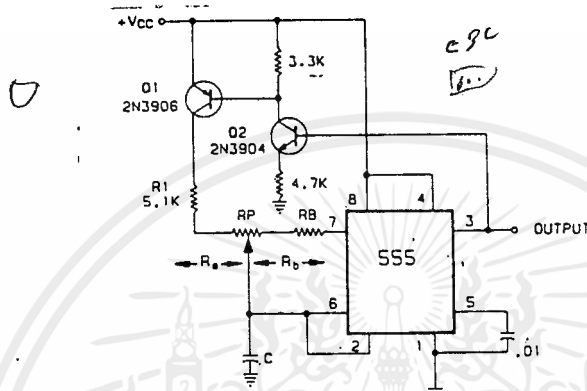 +Vcc
3.3K
Q1
2N3906
Q2
2N3904
4.7K
R1
5.1K
RP
RB
7
8
4
3
OUTPUT
Ra
Rb
555
6
5
C
2
1
.01